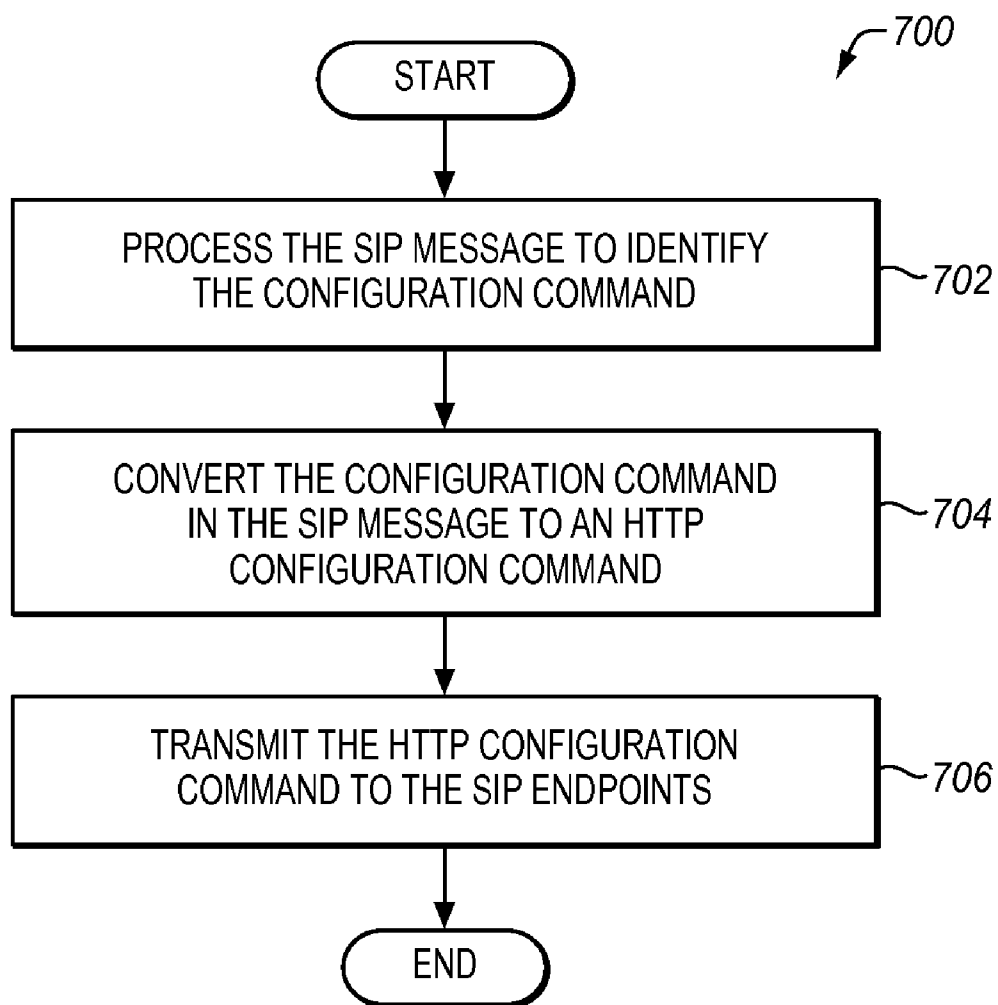 700
START
PROCESS THE SIP MESSAGE TO IDENTIFY
THE CONFIGURATION COMMAND
702
CONVERT THE CONFIGURATION COMMAND
IN THE SIP MESSAGE TO AN HTTP
CONFIGURATION COMMAND
704
TRANSMIT THE HTTP CONFIGURATION
COMMAND TO THE SIP ENDPOINTS
706
END